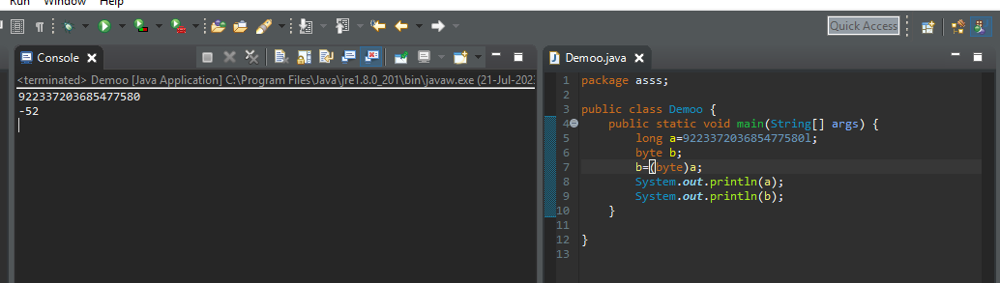 Run Window Help
Quick Access
Console
<terminated> Demoo [Java Application] C:\Program Files\Java\jre1.8.0_201\bin\javaw.exe (21-Jul-202
922337203685477580
-52
Demoo.java
1 package asss;
2
3 public class Demoo {
4 public static void main(String[] args) {
5 long a=922337203685477580l;
6 byte b;
7 b=(byte)a;
8 System.out.println(a);
9 System.out.println(b);
10 }
11
12 }
13